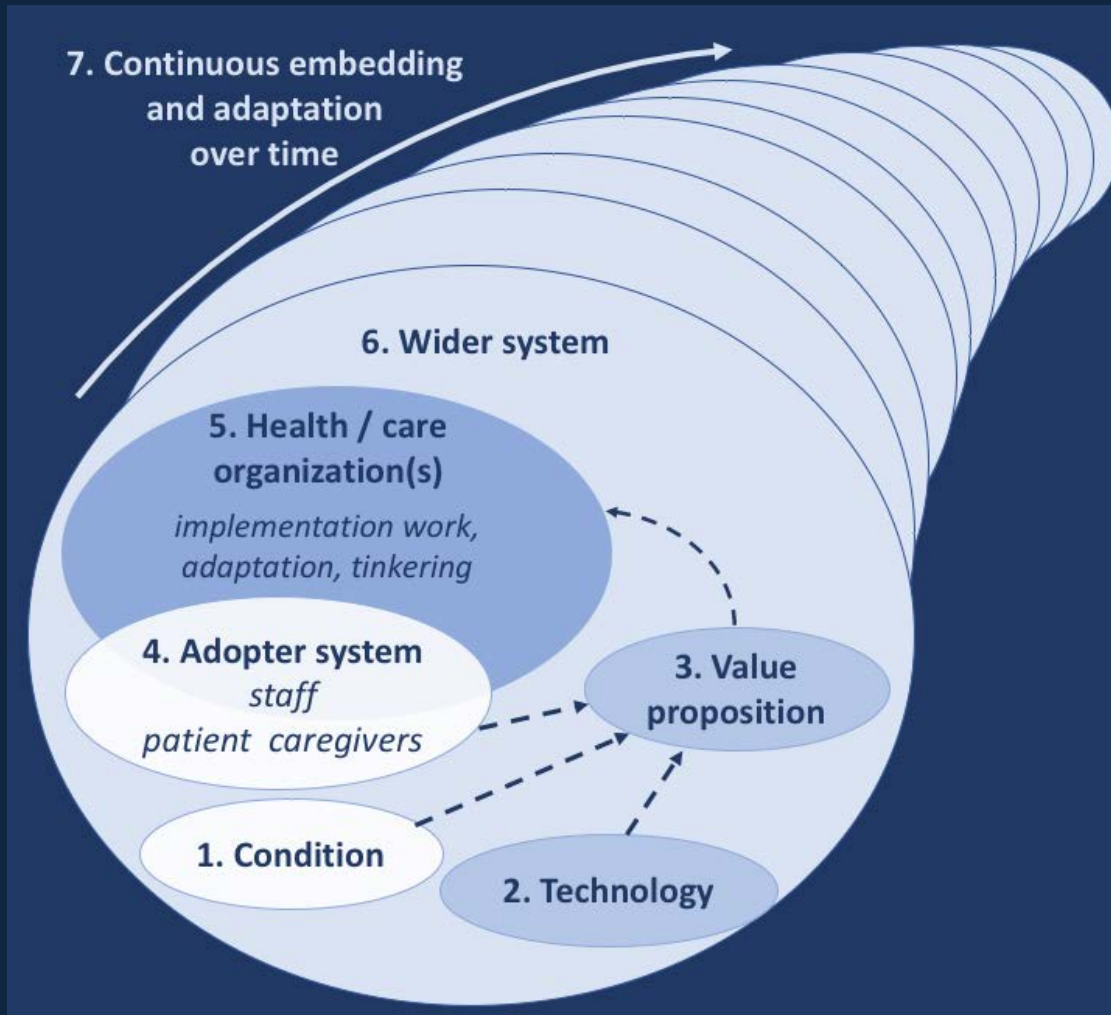 7. Continuous embedding
and adaptation
over time
6. Wider system
5. Health / care
organization(s)
implementation work,
adaptation, tinkering
4. Adopter system
staff
patient  caregivers
3. Value
proposition
1. Condition
2. Technology